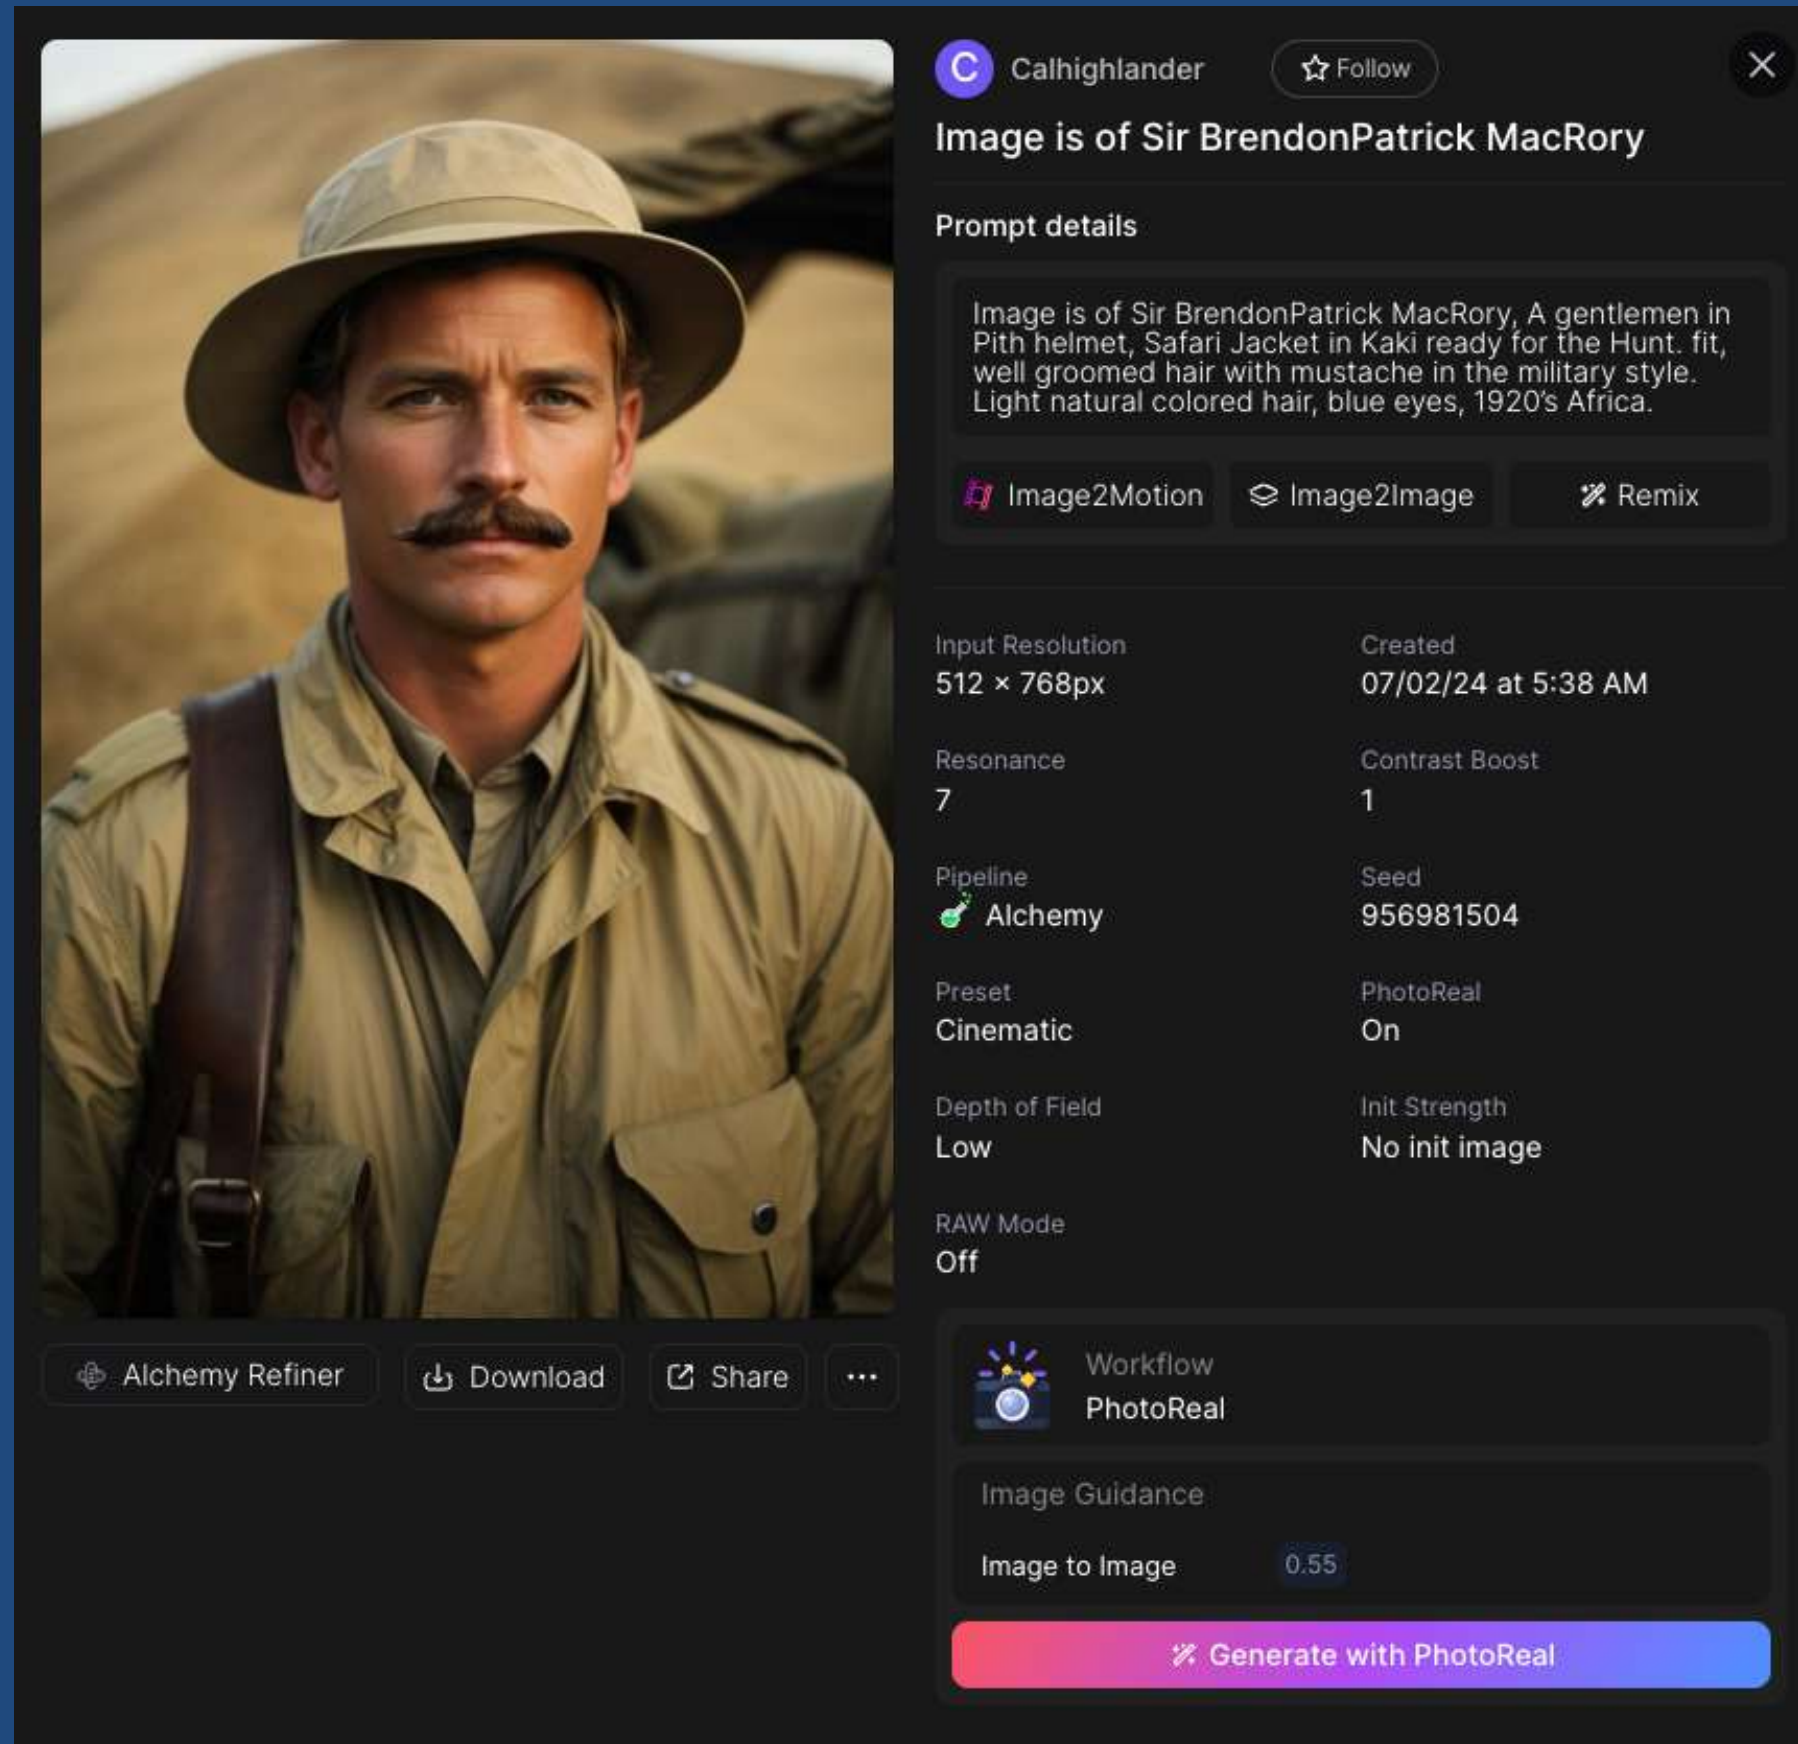 C Calhighlander Follow
Image is of Sir BrendonPatrick MacRory
Prompt details
Image is of Sir BrendonPatrick MacRory, A gentlemen in
Pith helmet, Safari Jacket in Kaki ready for the Hunt. fit,
well groomed hair with mustache in the military style.
Light natural colored hair, blue eyes, 1920's Africa.
Image2Motion Image2Image Remix
Input Resolution Created
512 × 768px 07/02/24 at 5:38 AM
Resonance Contrast Boost
7 1
Pipeline Seed
Alchemy 956981504
Preset PhotoReal
Cinematic On
Depth of Field Init Strength
Low No init image
RAW Mode
Off
Alchemy Refiner Download Share ...
Workflow
PhotoReal
Image Guidance
Image to Image 0.55
Generate with PhotoReal